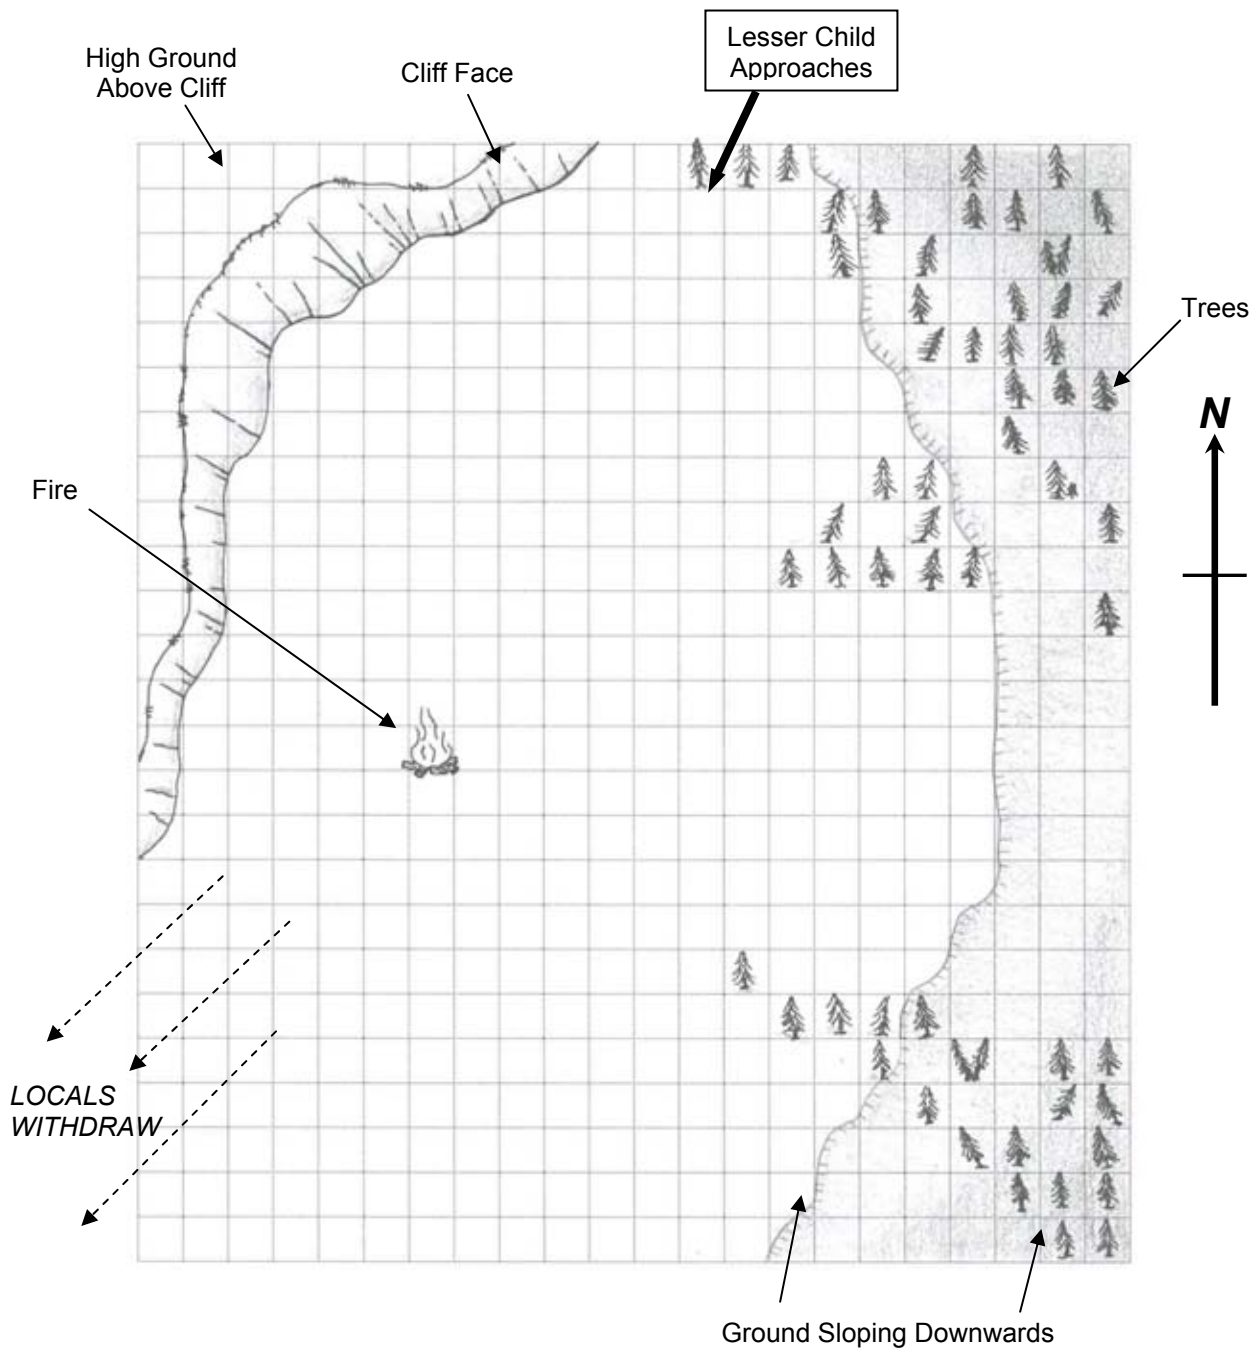 High Ground
Above Cliff
Cliff Face
Lesser Child
Approaches
Trees
N
Fire
LOCALS
WITHDRAW
Ground Sloping Downwards